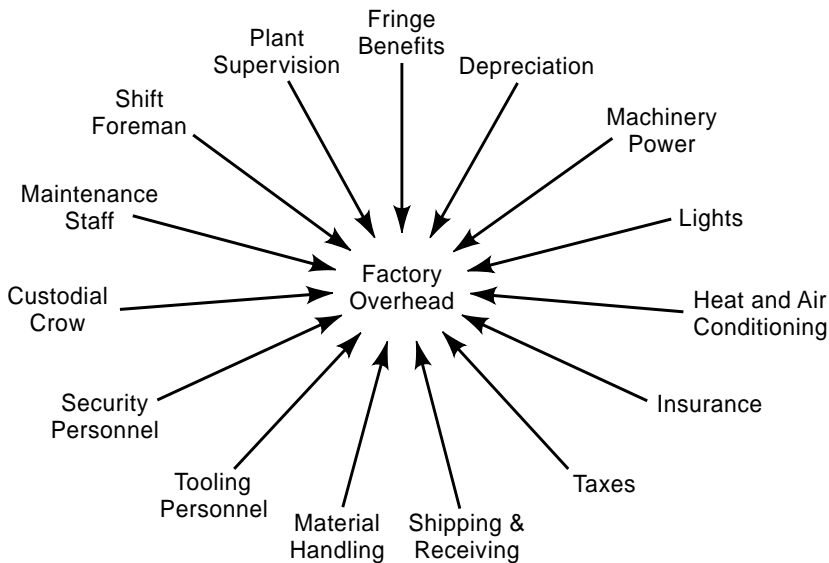 Fringe
Benefits
Plant
Supervision
Depreciation
Shift
Foreman
Machinery
Power
Maintenance
Staff
Lights
Factory
Overhead
Custodial
Crow
Heat and Air
Conditioning
Security
Personnel
Insurance
Tooling
Personnel
Taxes
Material
Handling
Shipping &
Receiving